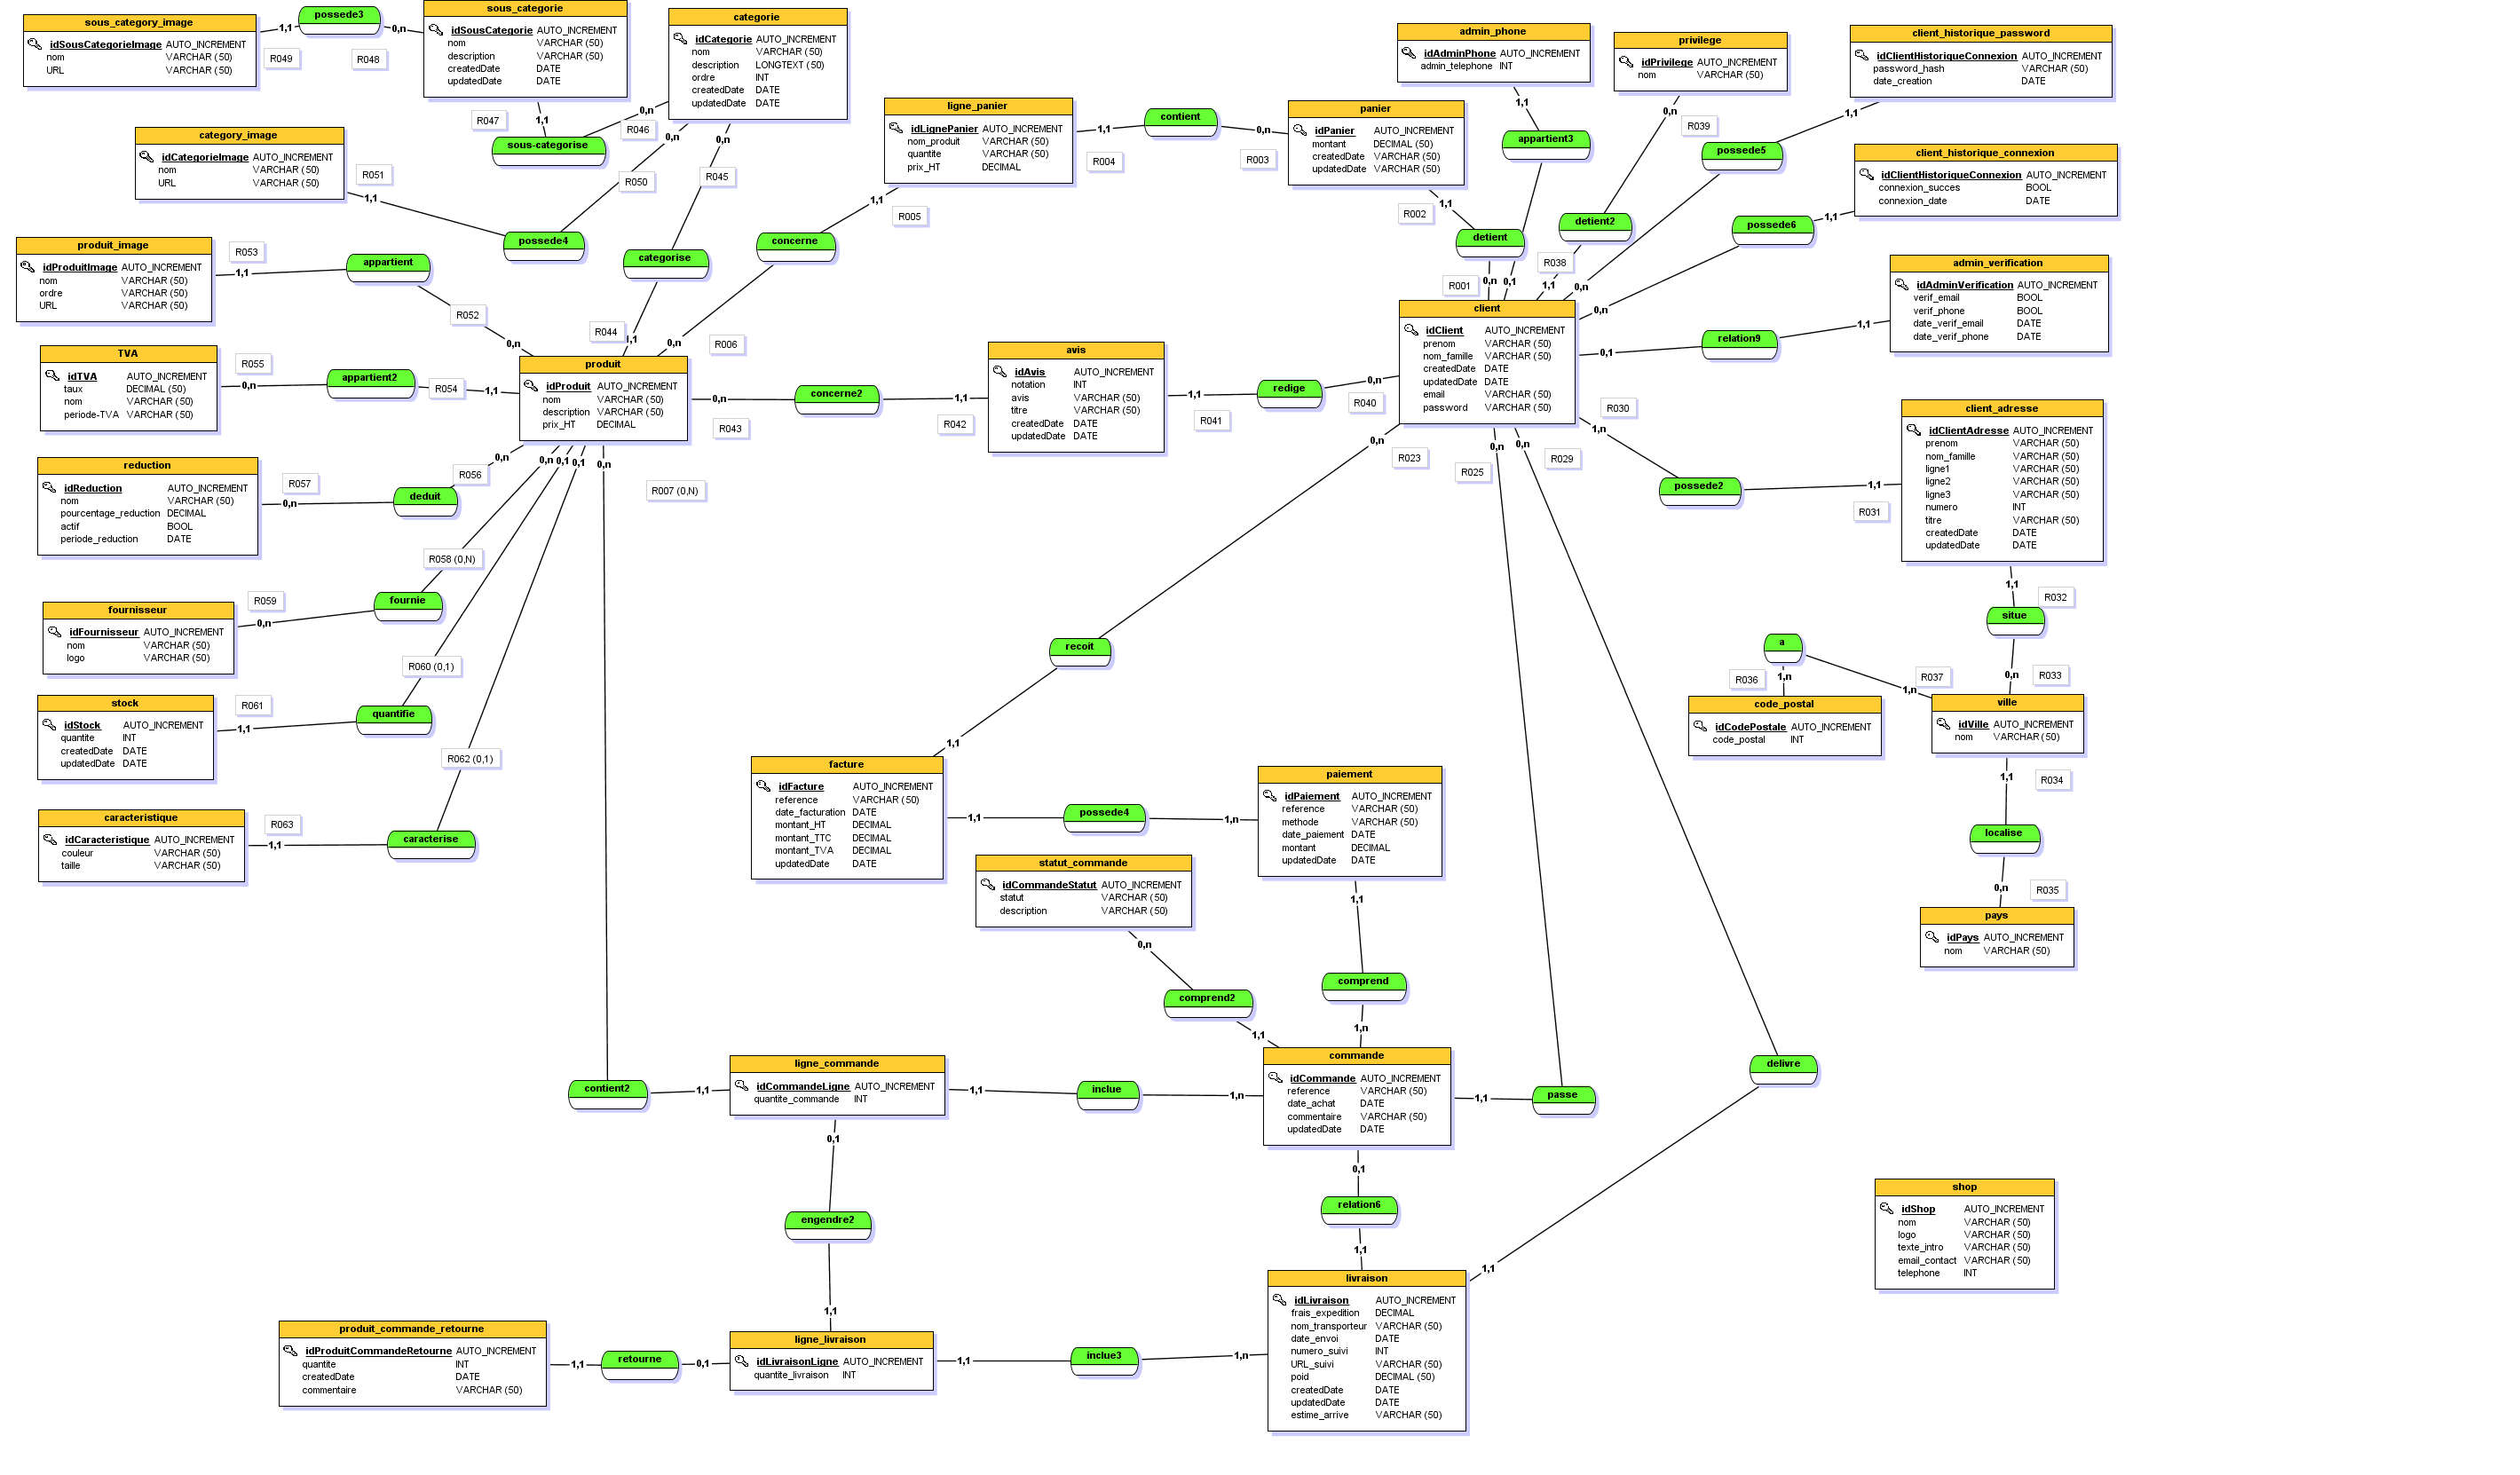 sous_category_image
idSousCategorieImage AUTO_INCREMENT
nom VARCHAR (50)
URL VARCHAR (50)
1,1
possede3
0,n
R049
R048
sous_categorie
idSousCategorie AUTO_INCREMENT
nom VARCHAR (50)
description VARCHAR (50)
createdDate DATE
updatedDate DATE
categorie
idCategorie AUTO_INCREMENT
nom VARCHAR (50)
description LONGTEXT (50)
ordre INT
createdDate DATE
updatedDate DATE
R047
1,1
0,n
R046
sous-categorise
0,n
0,n
category_image
idCategorieImage AUTO_INCREMENT
nom VARCHAR (50)
URL VARCHAR (50)
R051
1,1
R050
R045
possede4
categorise
ligne_panier
idLignePanier AUTO_INCREMENT
nom_produit VARCHAR (50)
quantite VARCHAR (50)
prix_HT DECIMAL
1,1
contient
0,n
R004
R003
panier
idPanier AUTO_INCREMENT
montant DECIMAL (50)
createdDate VARCHAR (50)
updatedDate VARCHAR (50)
1,1
R005
concerne
R002
1,1
detient
R001
0,n
admin_phone
idAdminPhone AUTO_INCREMENT
admin_telephone INT
1,1
appartient3
0,1
privilege
idPrivilege AUTO_INCREMENT
nom VARCHAR (50)
0,n
R039
detient2
R038
1,1
client_historique_password
idClientHistoriqueConnexion AUTO_INCREMENT
password_hash VARCHAR (50)
date_creation DATE
1,1
possede5
0,n
client_historique_connexion
idClientHistoriqueConnexion AUTO_INCREMENT
connexion_succes BOOL
connexion_date DATE
1,1
possede6
0,n
admin_verification
idAdminVerification AUTO_INCREMENT
verif_email BOOL
verif_phone BOOL
date_verif_email DATE
date_verif_phone DATE
1,1
relation9
0,1
produit_image
idProduitImage AUTO_INCREMENT
nom VARCHAR (50)
ordre VARCHAR (50)
URL VARCHAR (50)
R053
1,1
appartient
R052
0,n
R044
1,1
0,n
R006
TVA
idTVA AUTO_INCREMENT
taux DECIMAL (50)
nom VARCHAR (50)
periode-TVA VARCHAR (50)
R055
0,n
appartient2
R054
1,1
produit
idProduit AUTO_INCREMENT
nom VARCHAR (50)
description VARCHAR (50)
prix_HT DECIMAL
0,n
R043
concerne2
1,1
R042
avis
idAvis AUTO_INCREMENT
notation INT
avis VARCHAR (50)
titre VARCHAR (50)
createdDate DATE
updatedDate DATE
1,1
R041
redige
0,n
R040
client
idClient AUTO_INCREMENT
prenom VARCHAR (50)
nom_famille VARCHAR (50)
createdDate DATE
updatedDate DATE
email VARCHAR (50)
password VARCHAR (50)
0,n
R023
R025
0,n
0,n
R029
1,n
R030
possede2
1,1
R031
client_adresse
idClientAdresse AUTO_INCREMENT
prenom VARCHAR (50)
nom_famille VARCHAR (50)
ligne1 VARCHAR (50)
ligne2 VARCHAR (50)
ligne3 VARCHAR (50)
numero INT
titre VARCHAR (50)
createdDate DATE
updatedDate DATE
reduction
idReduction AUTO_INCREMENT
nom VARCHAR (50)
pourcentage_reduction DECIMAL
actif BOOL
periode_reduction DATE
R057
0,n
deduit
R056
0,n
0,n
0,1
0,1
0,n
R007 (0,N)
R058 (0,N)
fournisseur
idFournisseur AUTO_INCREMENT
nom VARCHAR (50)
logo VARCHAR (50)
R059
0,n
fournie
R060 (0,1)
stock
idStock AUTO_INCREMENT
quantite INT
createdDate DATE
updatedDate DATE
R061
1,1
quantifie
R062 (0,1)
caracteristique
idCaracteristique AUTO_INCREMENT
couleur VARCHAR (50)
taille VARCHAR (50)
R063
1,1
caracterise
recoit
1,1
1,1
R032
situe
R033
0,n
a
R036
1,n
R037
1,n
code_postal
idCodePostale AUTO_INCREMENT
code_postal INT
ville
idVille AUTO_INCREMENT
nom VARCHAR (50)
1,1
R034
localise
0,n
R035
pays
idPays AUTO_INCREMENT
nom VARCHAR (50)
facture
idFacture AUTO_INCREMENT
reference VARCHAR (50)
date_facturation DATE
montant_HT DECIMAL
montant_TTC DECIMAL
montant_TVA DECIMAL
updatedDate DATE
1,1
possede4
1,n
paiement
idPaiement AUTO_INCREMENT
reference VARCHAR (50)
methode VARCHAR (50)
date_paiement DATE
montant DECIMAL
updatedDate DATE
1,1
comprend
1,n
statut_commande
idCommandeStatut AUTO_INCREMENT
statut VARCHAR (50)
description VARCHAR (50)
0,n
comprend2
1,1
contient2
1,1
ligne_commande
idCommandeLigne AUTO_INCREMENT
quantite_commande INT
1,1
inclue
1,n
commande
idCommande AUTO_INCREMENT
reference VARCHAR (50)
date_achat DATE
commentaire VARCHAR (50)
updatedDate DATE
1,1
passe
delivre
0,1
engendre2
1,1
0,1
relation6
1,1
1,1
shop
idShop AUTO_INCREMENT
nom VARCHAR (50)
logo VARCHAR (50)
texte_intro VARCHAR (50)
email_contact VARCHAR (50)
telephone INT
produit_commande_retourne
idProduitCommandeRetourne AUTO_INCREMENT
quantite INT
createdDate DATE
commentaire VARCHAR (50)
1,1
retourne
0,1
ligne_livraison
idLivraisonLigne AUTO_INCREMENT
quantite_livraison INT
1,1
inclue3
1,n
livraison
idLivraison AUTO_INCREMENT
frais_expedition DECIMAL
nom_transporteur VARCHAR (50)
date_envoi DATE
numero_suivi INT
URL_suivi VARCHAR (50)
poid DECIMAL (50)
createdDate DATE
updatedDate DATE
estime_arrive VARCHAR (50)